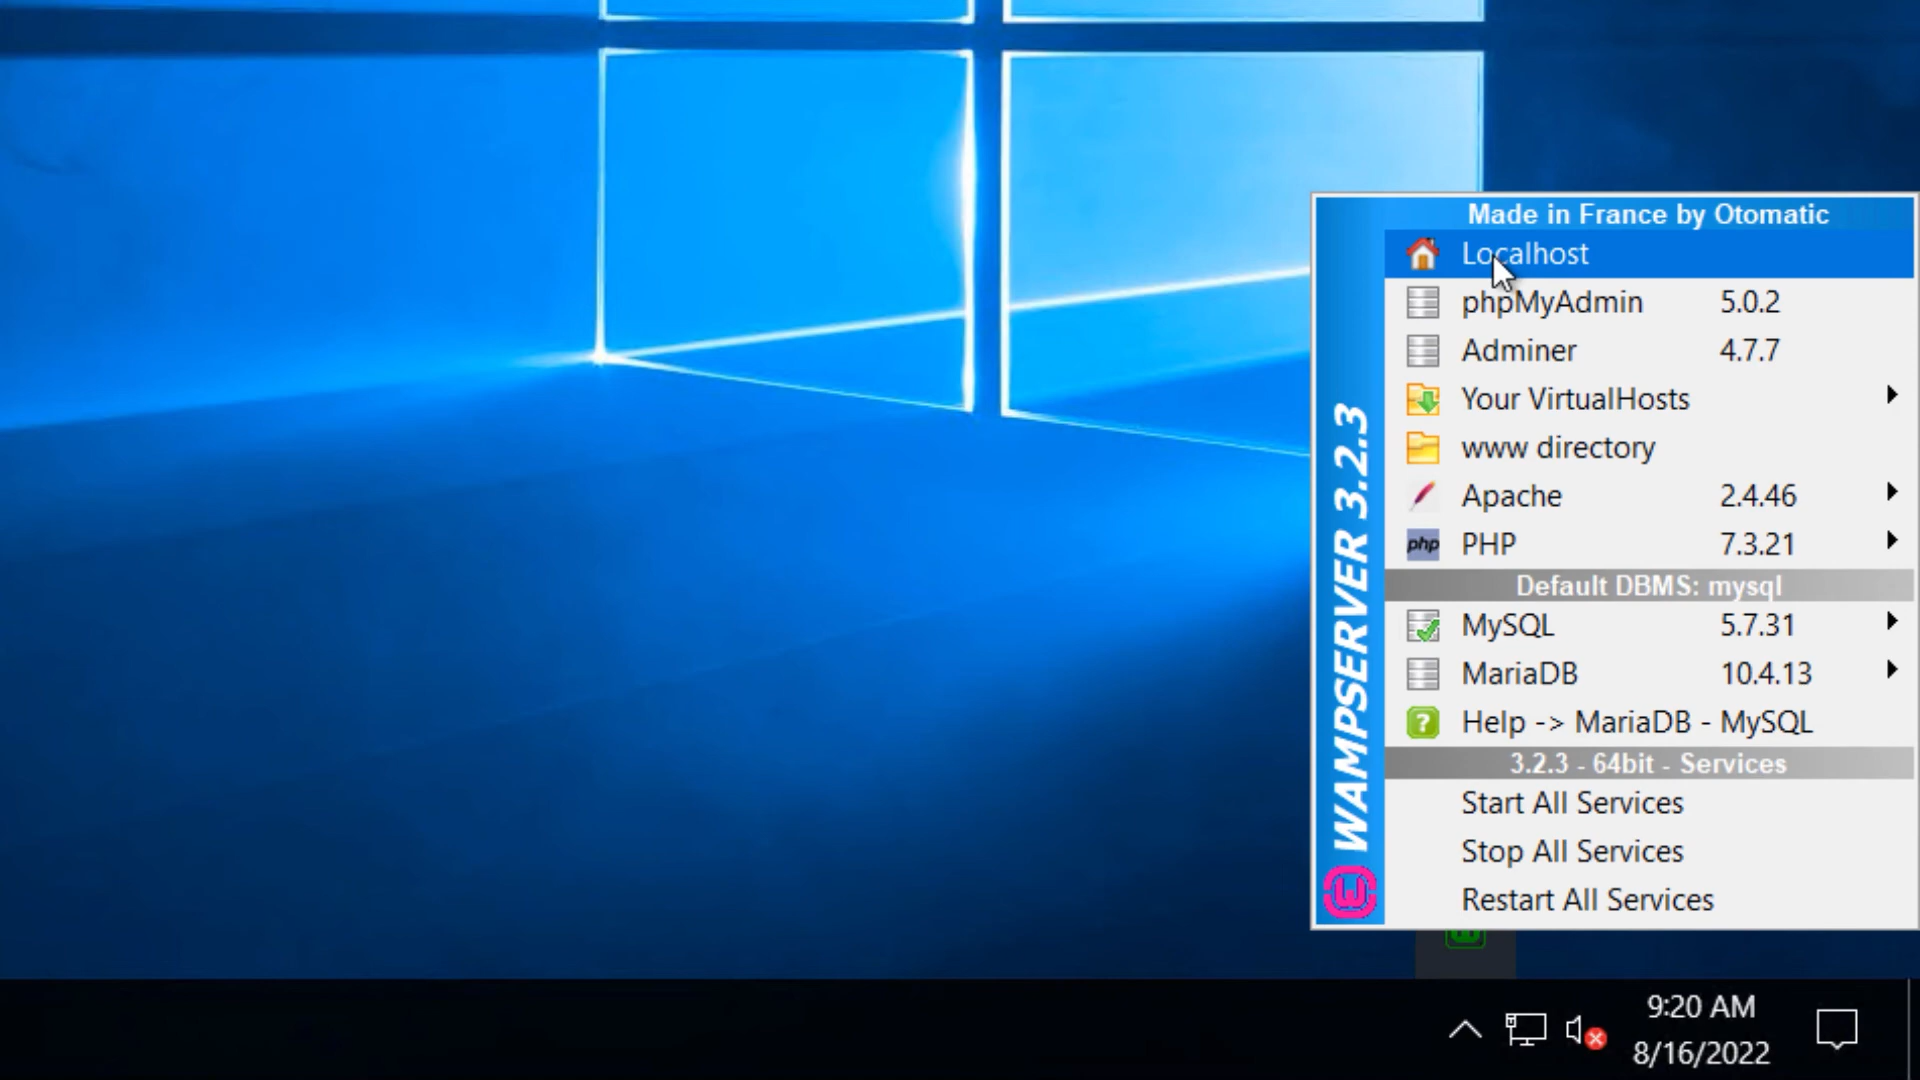 Made in France by Otomatic
Localhost
phpMyAdmin 5.0.2
Adminer 4.7.7
Your VirtualHosts
www directory
Apache 2.4.46
php PHP 7.3.21
Default DBMS: mysql
MySQL 5.7.31
MariaDB 10.4.13
? Help -> MariaDB - MySQL
3.2.3 - 64bit - Services
Start All Services
Stop All Services
Restart All Services
WAMPSERVER 3.2.3
9:20 AM
8/16/2022